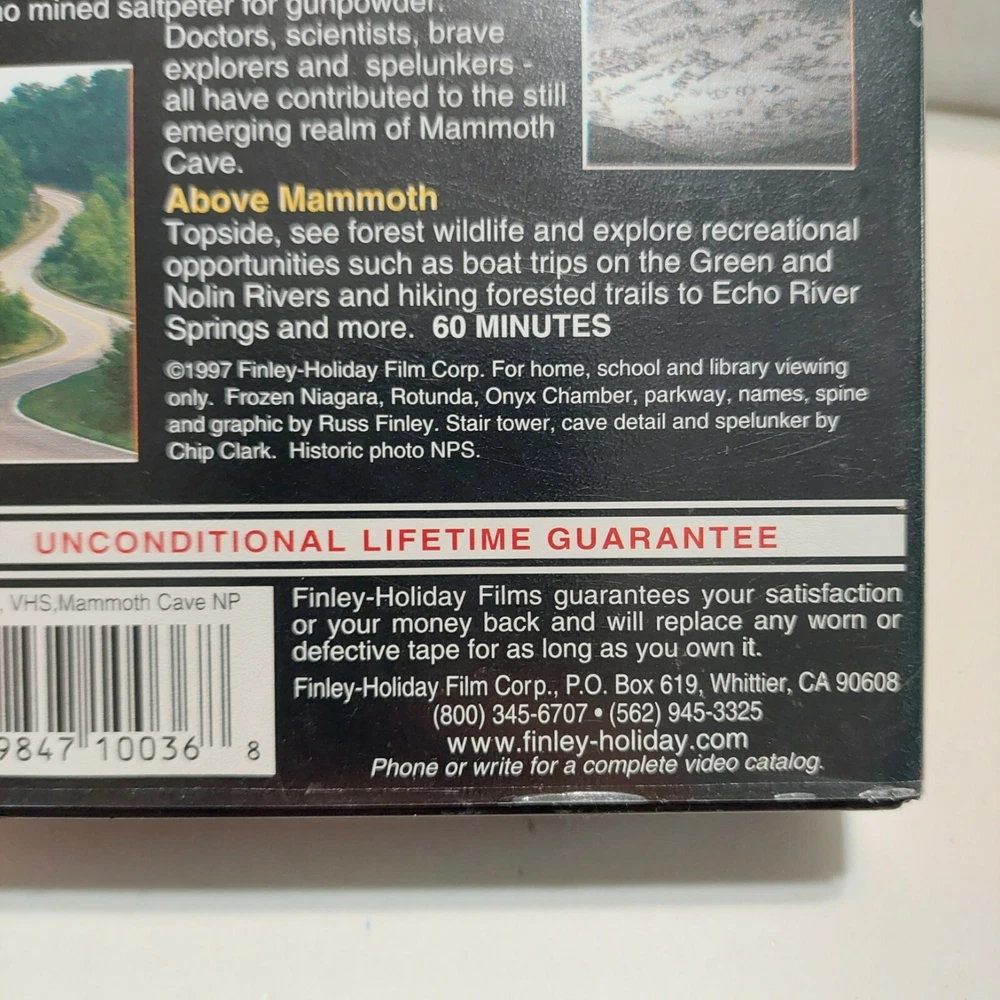 mined saltpeter for gunpowder.
Doctors, scientists, brave
explorers and spelunkers -
all have contributed to the still
emerging realm of Mammoth
Cave.
Above Mammoth
Topside, see forest wildlife and explore recreational
opportunities such as boat trips on the Green and
Nolin Rivers and hiking forested trails to Echo River
Springs and more. 60 MINUTES
©1997 Finley-Holiday Film Corp. For home, school and library viewing
only. Frozen Niagara, Rotunda, Onyx Chamber, parkway, names, spine
and graphic by Russ Finley. Stair tower, cave detail and spelunker by
Chip Clark. Historic photo NPS.
UNCONDITIONAL LIFETIME GUARANTEE
, VHS,Mammoth Cave NP
9847 10036 8
Finley-Holiday Films guarantees your satisfaction
or your money back and will replace any worn or
defective tape for as long as you own it.
Finley-Holiday Film Corp., P.O. Box 619, Whittier, CA 90608
(800) 345-6707 • (562) 945-3325
www.finley-holiday.com
Phone or write for a complete video catalog.